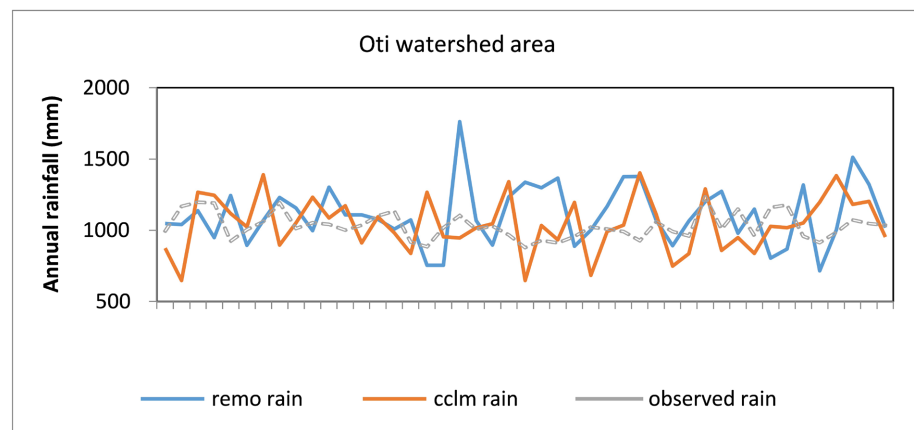 Oti watershed area
Annual rainfall (mm)
2000
1500
1000
500
remo rain
cclm rain
observed rain